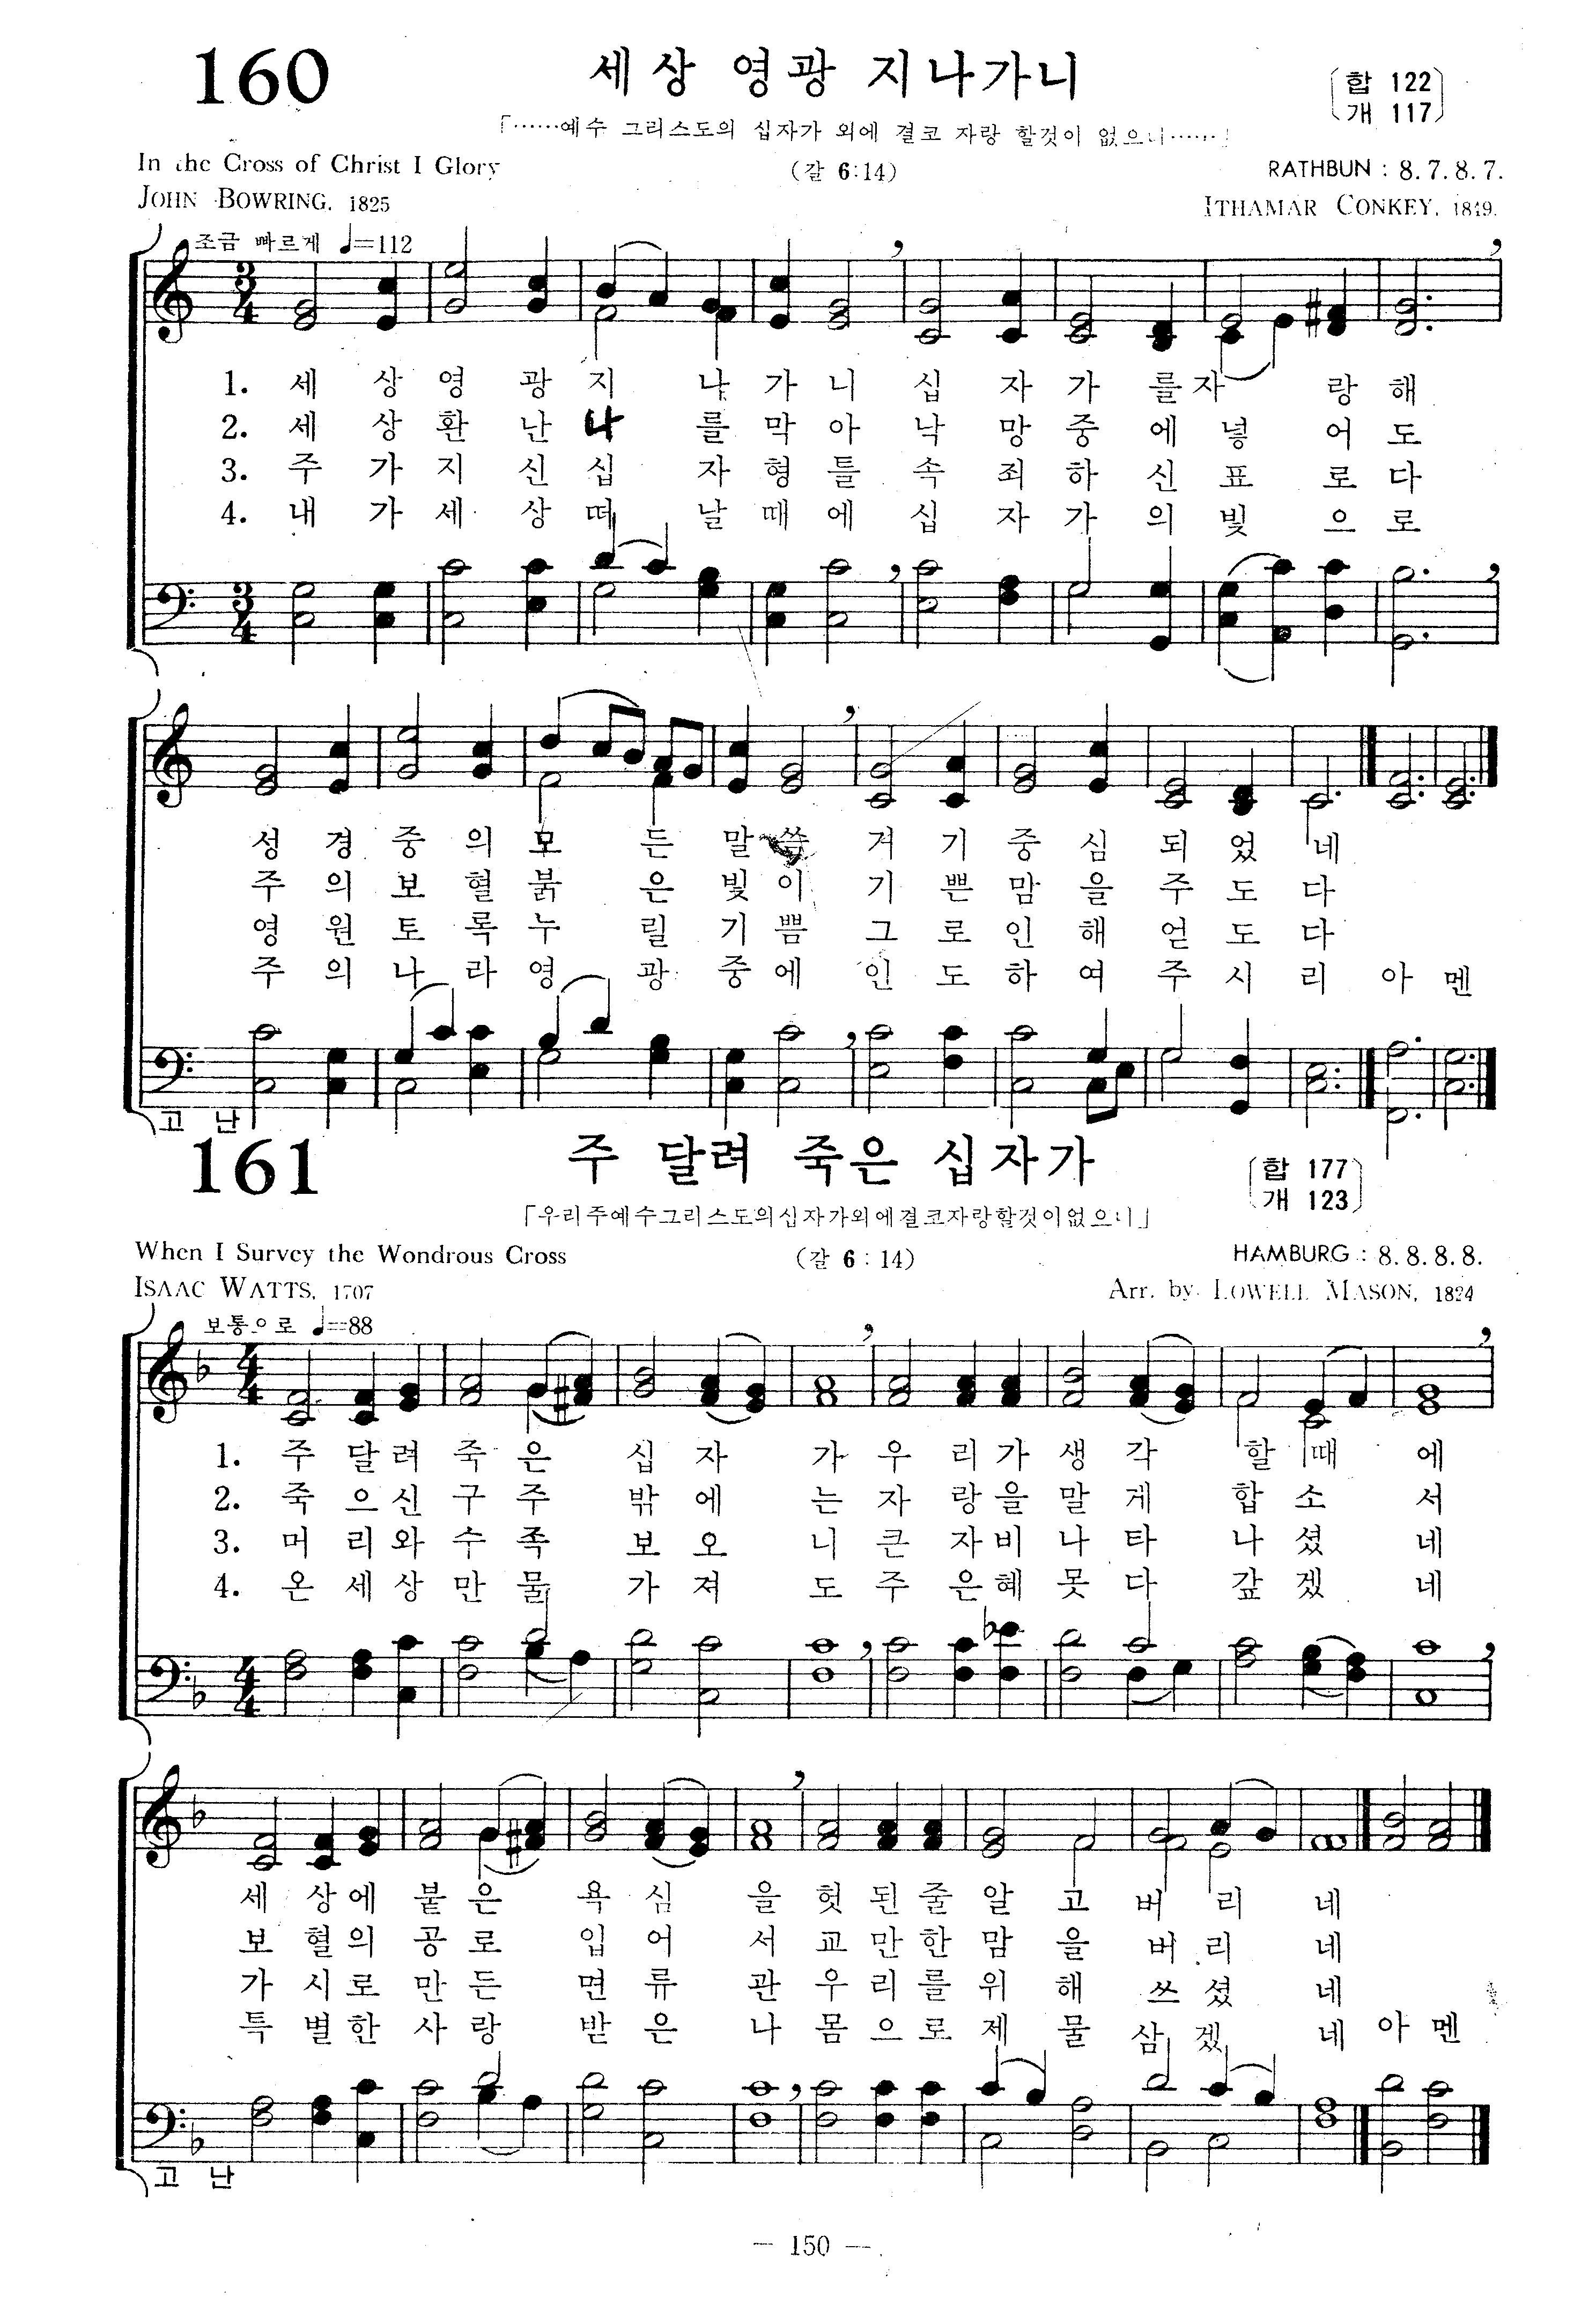 160
세상 영광 지나가니
합 122
개 117
「……예수 그리스도의 십자가 외에 결코 자랑 할것이 없으니……」
In the Cross of Christ I Glory
(갈 6:14)
RATHBUN : 8. 7. 8. 7.
JOHN BOWRING, 1825
ITHAMAR CONKEY, 1849.
조금 빠르게 ♩=112
3/4
1. 세 상 영 광 지 나 가 니 십 자 가 를 자 랑 해
2. 세 상 환 난 나 를 막 아 낙 망 중 에 넣 어 도
3. 주 가 지 신 십 자 형 틀 속 죄 하 신 표 로 다
4. 내 가 세 상 떠 날 때 에 십 자 가 의 빛 으 로
3/4
성 경 중 의 모 든 말 씀 겨 기 중 심 되 었 네
주 의 보 혈 붉 은 빛 이 기 쁜 맘 을 주 도 다
영 원 토 록 누 릴 기 쁨 그 로 인 해 얻 도 다
주 의 나 라 영 광 중 에 인 도 하 여 주 시 리 아 멘
고 난
161
주 달려 죽은 십자가
합 177
개 123
「우리주예수그리스도의십자가외에결코자랑할것이없으니」
When I Survey the Wondrous Cross
(갈 6 : 14)
HAMBURG : 8. 8. 8. 8.
ISAAC WATTS, 1707
Arr. by LOWELL MASON, 1824
보통으로 ♩=88
4/4
1. 주 달 려 죽 은 십 자 가 우 리 가 생 각 할 때 에
2. 죽 으 신 구 주 밖 에 는 자 랑 을 말 게 합 소 서
3. 머 리 와 수 족 보 오 니 큰 자 비 나 타 나 셨 네
4. 온 세 상 만 물 가 져 도 주 은 혜 못 다 갚 겠 네
4/4
세 상 에 붙 은 욕 심 을 헛 된 줄 알 고 버 리 네
보 혈 의 공 로 입 어 서 교 만 한 맘 을 버 리 네
가 시 로 만 든 면 류 관 우 리 를 위 해 쓰 셨 네
특 별 한 사 랑 받 은 나 몸 으 로 제 물 삼 겠 네 아 멘
고 난
— 150 —